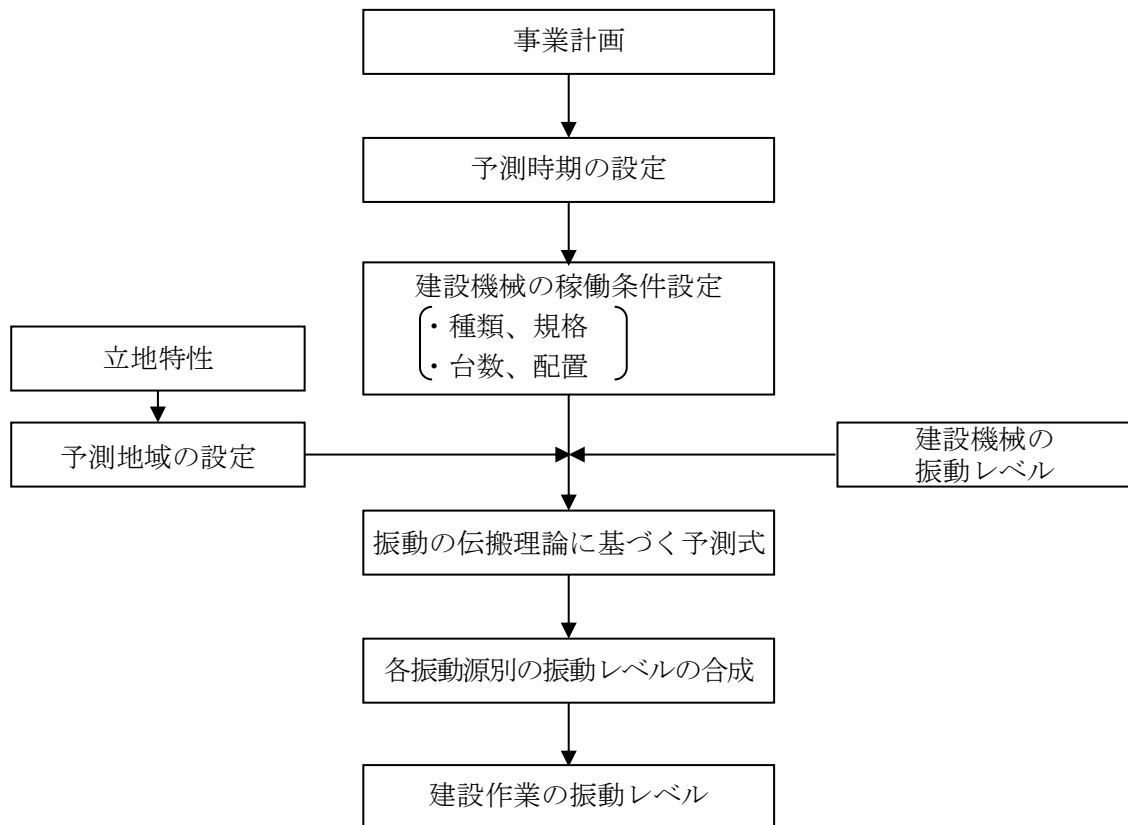 事業計画
予測時期の設定
建設機械の稼働条件設定
・種類、規格
・台数、配置
立地特性
予測地域の設定
建設機械の
振動レベル
振動の伝搬理論に基づく予測式
各振動源別の振動レベルの合成
建設作業の振動レベル